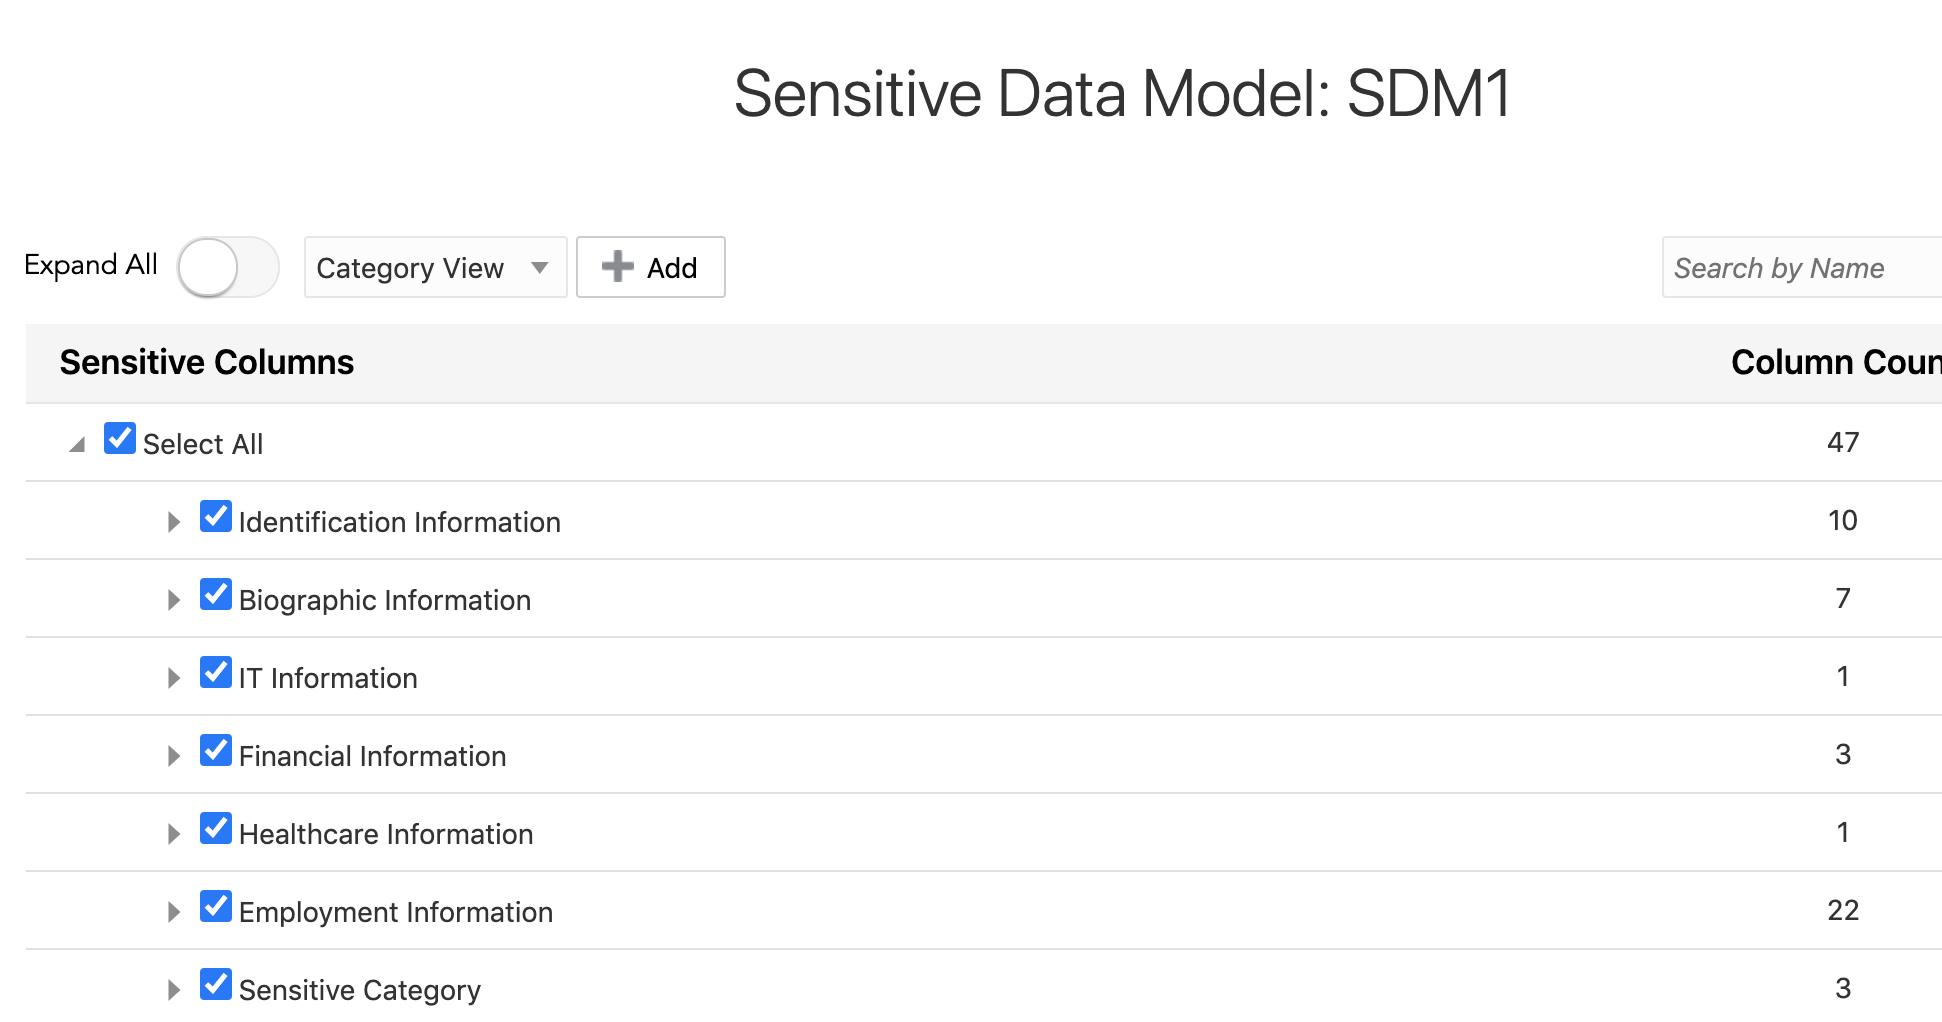 Sensitive Data Model: SDM1
Expand All Category View Add Search by Name
Sensitive Columns Column Coun
Select All 47
Identification Information 10
Biographic Information 7
IT Information 1
Financial Information 3
Healthcare Information 1
Employment Information 22
Sensitive Category 3